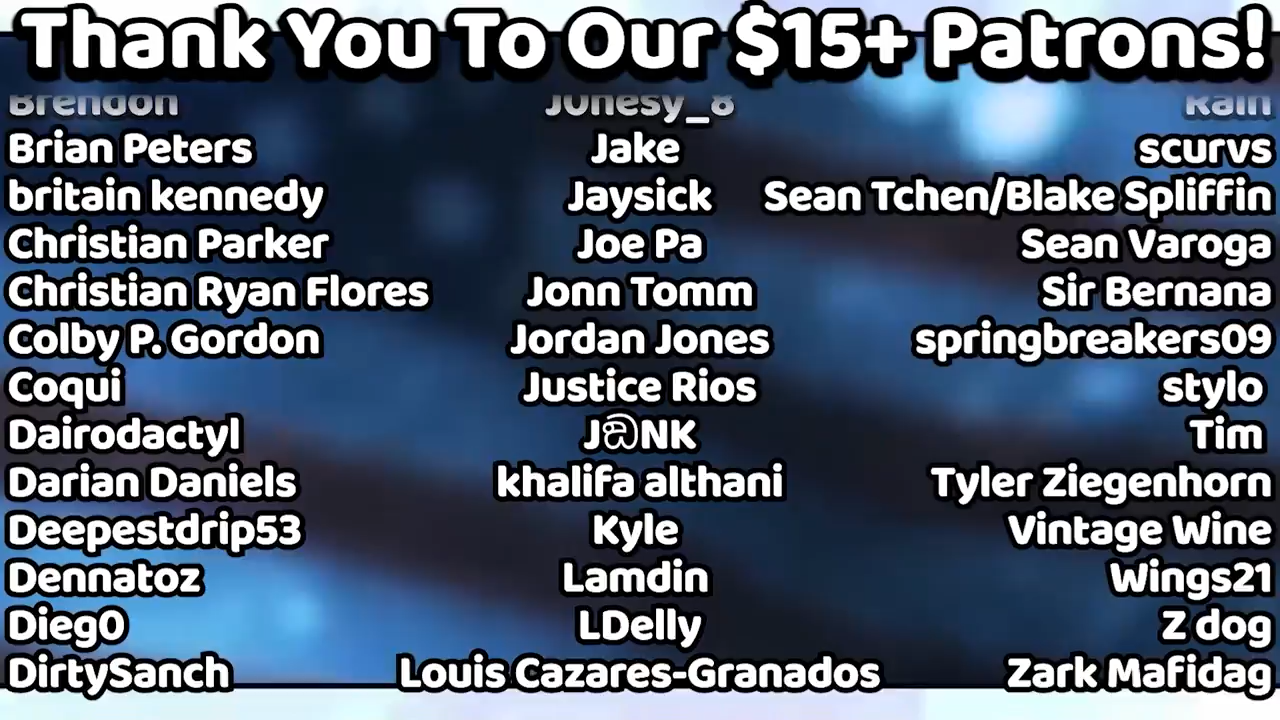 Thank You To Our $15+ Patrons!
Brendon J0nesy_8 Rain
Brian Peters Jake scurvs
britain kennedy Jaysick Sean Tchen/Blake Spliffin
Christian Parker Joe Pa Sean Varoga
Christian Ryan Flores Jonn Tomm Sir Bernana
Colby P. Gordon Jordan Jones springbreakers09
Coqui Justice Rios stylo
Dairodactyl Tim
Darian Daniels khalifa althani Tyler Ziegenhorn
Deepestdrip53 Kyle Vintage Wine
Dennatoz Lamdin Wings21
Dieg0 LDelly Z dog
DirtySanch Louis Cazares-Granados Zark Mafidag